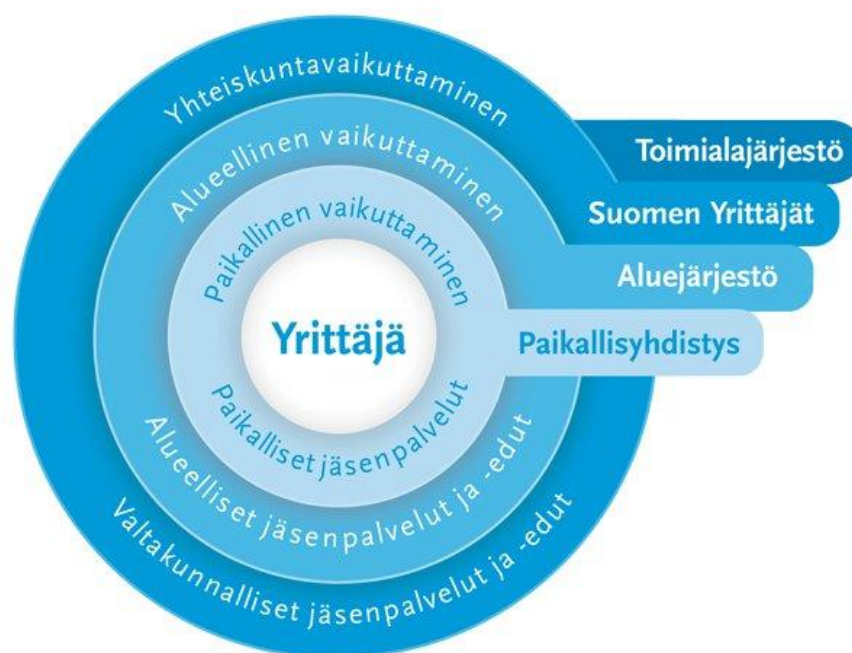 Yhteiskuntavaikuttaminen
Alueellinen vaikuttaminen
Paikallinen vaikuttaminen
Yrittäjä
Paikalliset jäsenpalvelut
Alueelliset jäsenpalvelut ja -edut
Valtakunnalliset jäsenpalvelut ja -edut
Toimialajärjestö
Suomen Yrittäjät
Aluejärjestö
Paikallisyhdistys